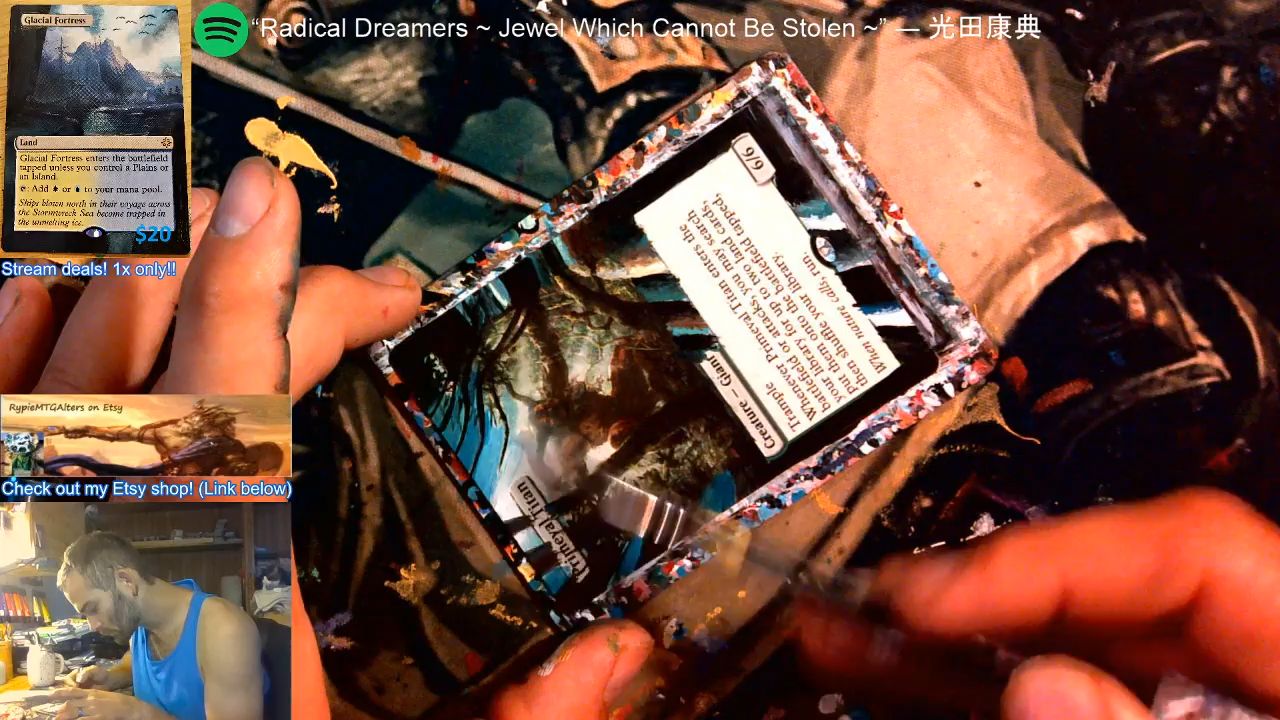 Glacial Fortress
Land
Glacial Fortress enters the battlefield
tapped unless you control a Plains or
an Island.
: Add or to your mana pool.
Ships blown north in their voyage across
the Stormwreck Sea become trapped in
the unmelting ice.
$20
Stream deals! 1x only!!
RypieMTGAlters on Etsy
Check out my Etsy shop! (Link below)
“Radical Dreamers ~ Jewel Which Cannot Be Stolen ~” — 光田康典
Primeval Titan
Creature — Giant
Trample
Whenever Primeval Titan enters the
battlefield or attacks, you may search
your library for up to two land cards,
put them onto the battlefield tapped,
then shuffle your library.
When nature calls, run.
6/6